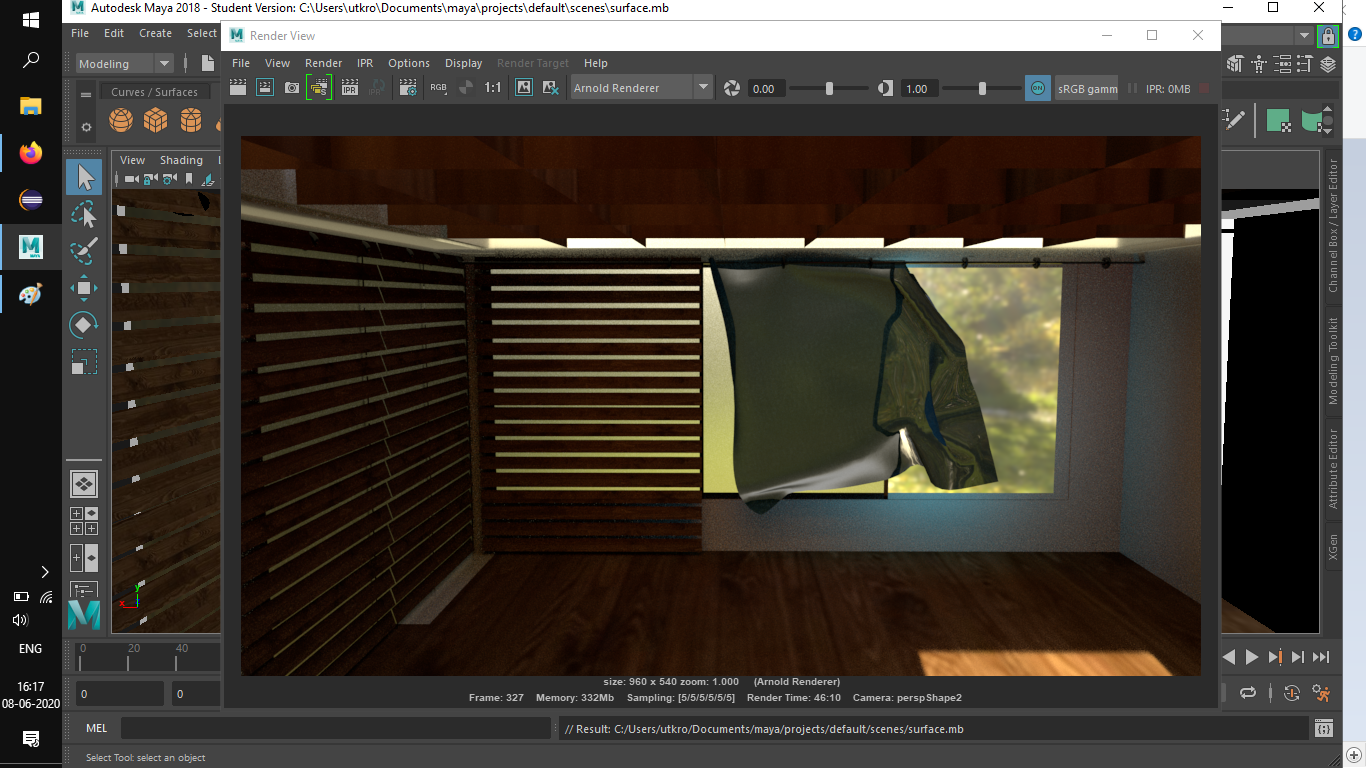 Autodesk Maya 2018 - Student Version: C:\Users\utkro\Documents\maya\projects\default\scenes\surface.mb
File Edit Create Select
Render View
Modeling
File View Render IPR Options Display Render Target Help
IPR IPR RGB 1:1 Arnold Renderer 0.00 1.00 ON sRGB gamm IPR: 0MB
Curves / Surfaces
View Shading
Channel Box / Layer Editor
Modeling Toolkit
Attribute Editor
XGen
y
x
size: 960 x 540 zoom: 1.000 (Arnold Renderer)
Frame: 327 Memory: 332Mb Sampling: [5/5/5/5/5/5] Render Time: 46:10 Camera: perspShape2
0 20 40
0 0
MEL
// Result: C:/Users/utkro/Documents/maya/projects/default/scenes/surface.mb
Select Tool: select an object
ENG
16:17
08-06-2020